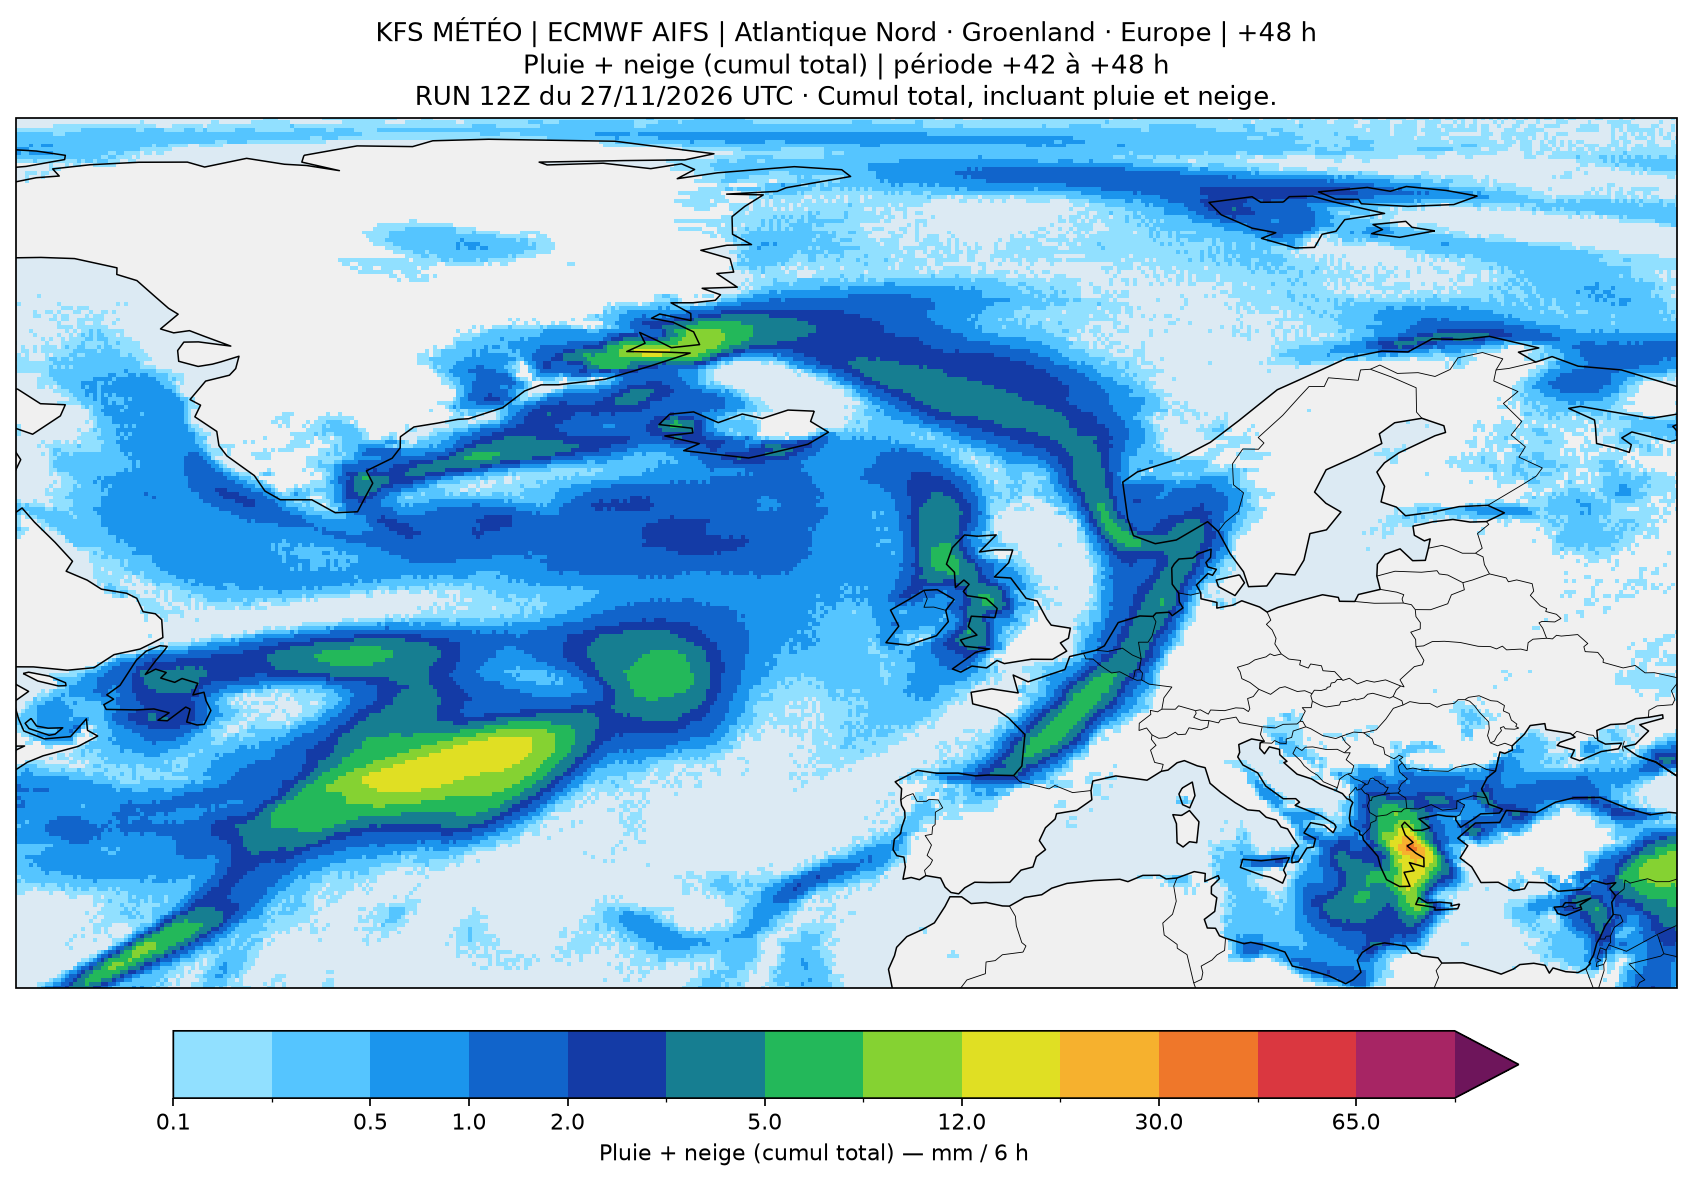 KFS MÉTÉO | ECMWF AIFS | Atlantique Nord · Groenland · Europe | +48 h
Pluie + neige (cumul total) | période +42 à +48 h
RUN 12Z du 27/11/2026 UTC · Cumul total, incluant pluie et neige.
0.1 0.5 1.0 2.0 5.0 12.0 30.0 65.0
Pluie + neige (cumul total) — mm / 6 h